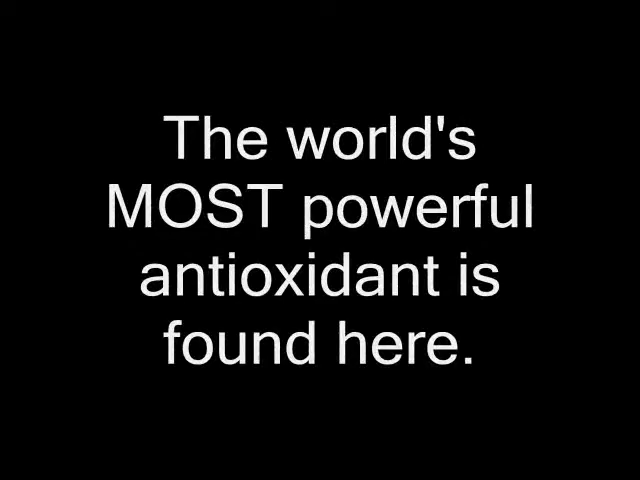 The world's
MOST powerful
antioxidant is
found here.